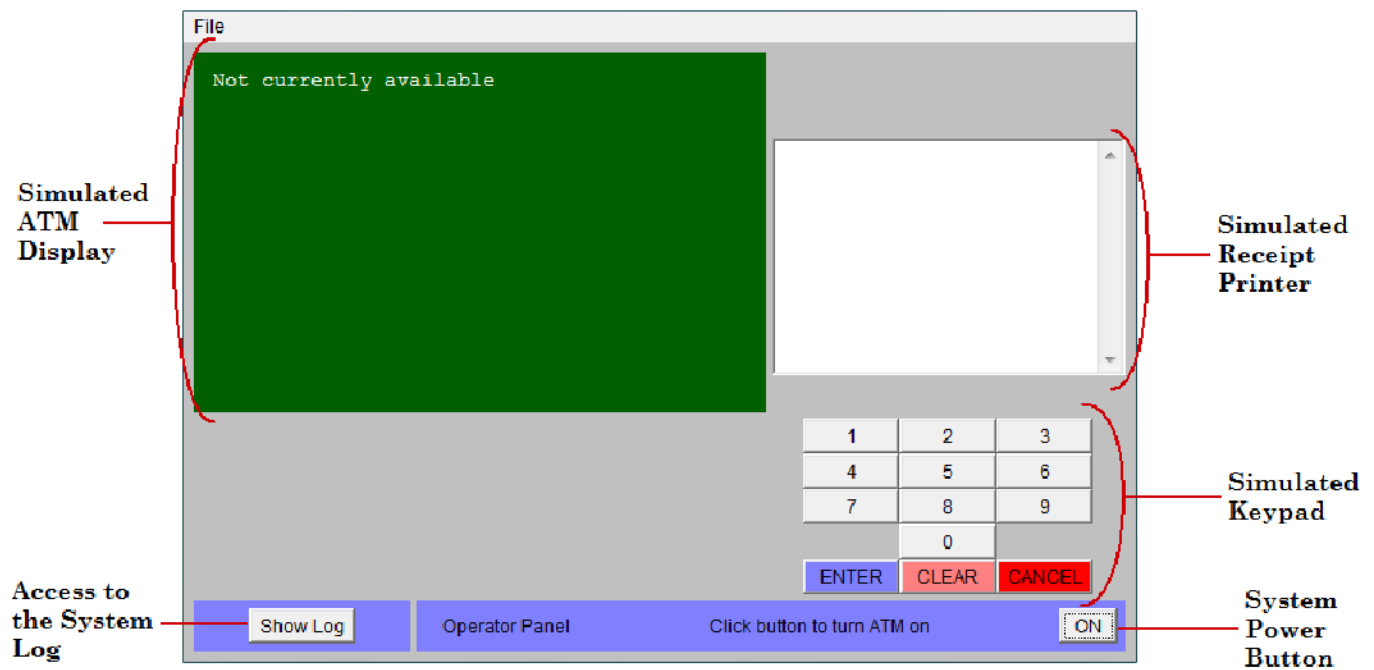 File
Not currently available
Simulated
ATM
Display
Simulated
Receipt
Printer
1 2 3
4 5 6
7 8 9
0
ENTER CLEAR CANCEL
Simulated
Keypad
Access to
the System
Log
Show Log
Operator Panel
Click button to turn ATM on
ON
System
Power
Button